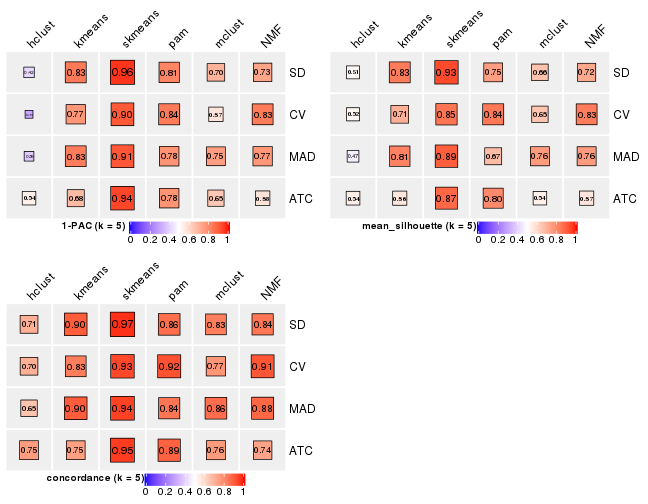 hclust kmeans skmeans pam mclust NMF
0.83 0.96 0.81 0.70 0.73 SD
0.77 0.90 0.84 0.57 0.83 CV
0.83 0.91 0.78 0.75 0.77 MAD
0.54 0.68 0.94 0.78 0.65 0.58 ATC
1-PAC (k = 5)
0 0.2 0.4 0.6 0.8 1
hclust kmeans skmeans pam mclust NMF
0.51 0.83 0.93 0.75 0.66 0.72 SD
0.52 0.71 0.85 0.84 0.65 0.83 CV
0.47 0.81 0.89 0.67 0.76 0.76 MAD
0.54 0.56 0.87 0.80 0.54 0.57 ATC
mean_silhouette (k = 5)
0 0.2 0.4 0.6 0.8 1
hclust kmeans skmeans pam mclust NMF
0.71 0.90 0.97 0.86 0.83 0.84 SD
0.70 0.83 0.93 0.92 0.77 0.91 CV
0.65 0.90 0.94 0.84 0.86 0.88 MAD
0.75 0.75 0.95 0.89 0.76 0.74 ATC
concordance (k = 5)
0 0.2 0.4 0.6 0.8 1